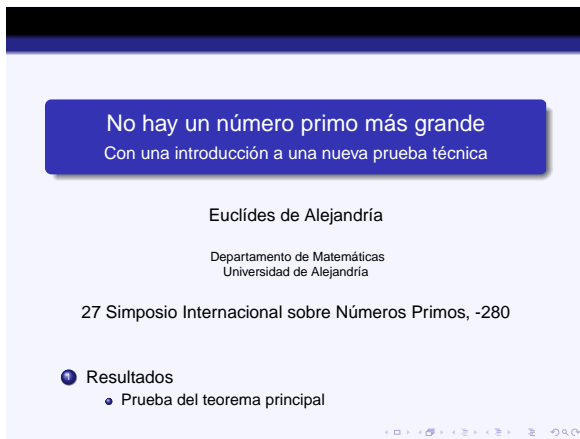 No hay un número primo más grande
Con una introducción a una nueva prueba técnica
Euclídes de Alejandría
Departamento de Matemáticas
Universidad de Alejandría
27 Simposio Internacional sobre Números Primos, -280
1 Resultados
Prueba del teorema principal